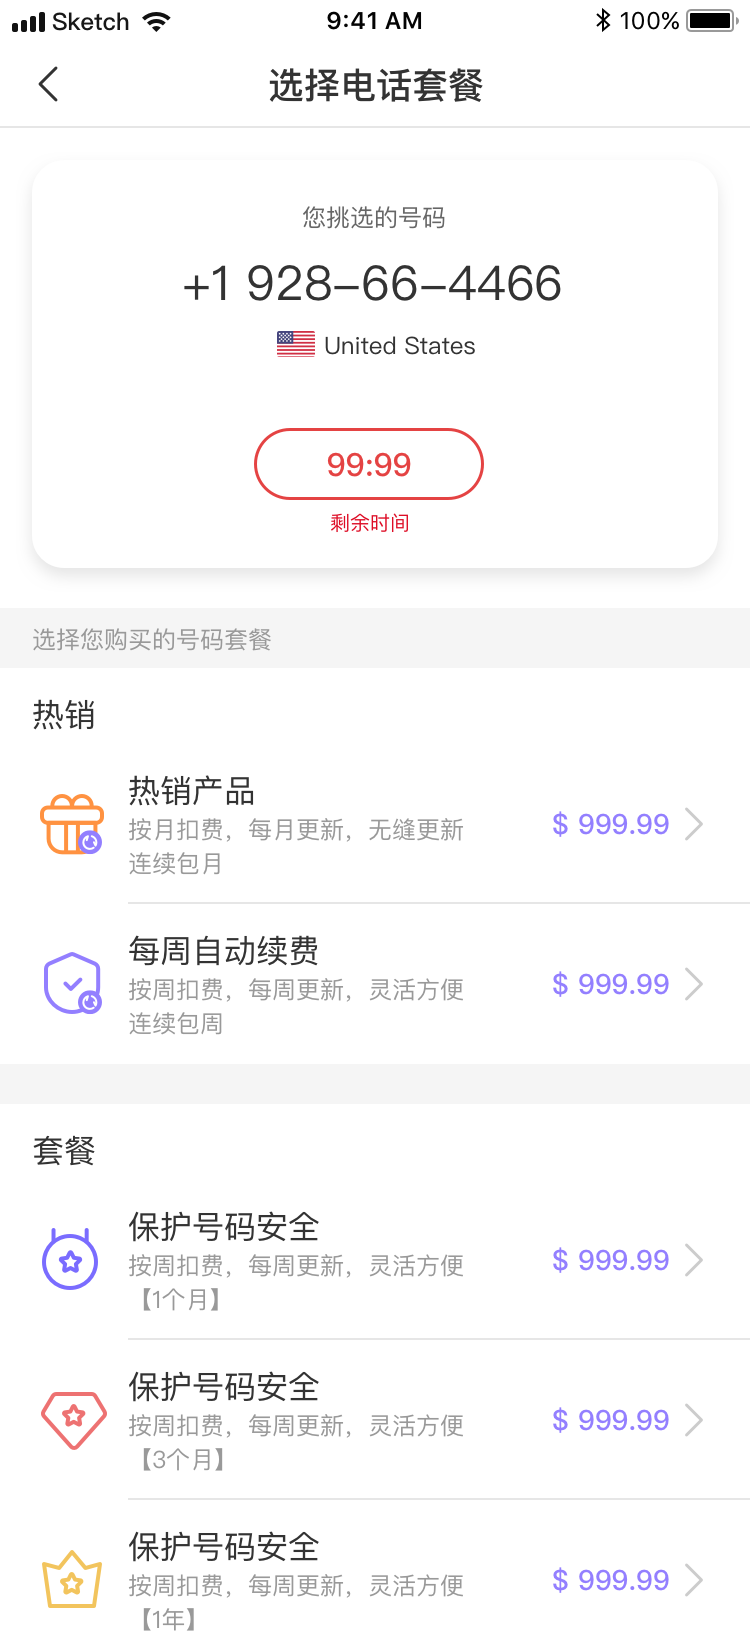 Sketch 9:41 AM 100%
选择电话套餐
您挑选的号码
+1 928-66-4466
United States
99:99
剩余时间
选择您购买的号码套餐
热销
热销产品
按月扣费，每月更新，无缝更新
连续包月
$ 999.99
每周自动续费
按周扣费，每周更新，灵活方便
连续包周
$ 999.99
套餐
保护号码安全
按周扣费，每周更新，灵活方便
【1个月】
$ 999.99
保护号码安全
按周扣费，每周更新，灵活方便
【3个月】
$ 999.99
保护号码安全
按周扣费，每周更新，灵活方便
【1年】
$ 999.99